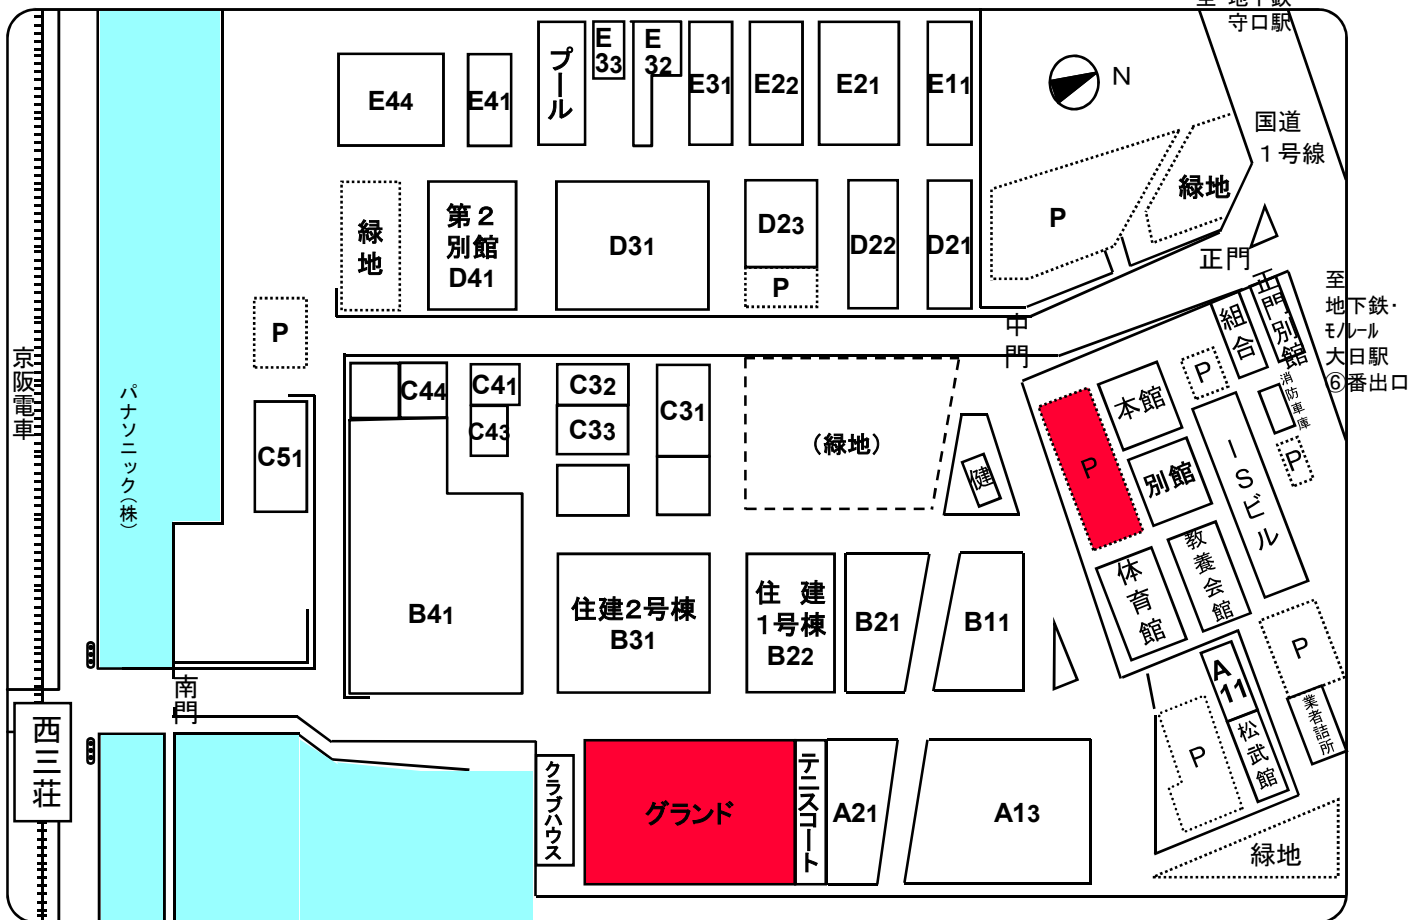 至 地下鉄
守口駅
E44
E41
プール
E33
E32
E31
E22
E21
E11
N
国道
１号線
緑地
P
緑地
第２
別館
D41
D31
D23
P
D22
D21
正門
中門
至
地下鉄・
モノレール
大日駅
⑥番出口
P
京阪電車
パナソニック(株)
C51
C44
C41
C43
C32
C33
C31
(緑地)
健
P
本館
P
組合
正門別館
消防車庫
P
別館
ISビル
体育館
教養会館
B41
住建２号棟
B31
住 建
１号棟
B22
B21
B11
P
A11
松武館
P
業者詰所
緑地
南門
西三荘
クラブハウス
グランド
テニスコート
A21
A13